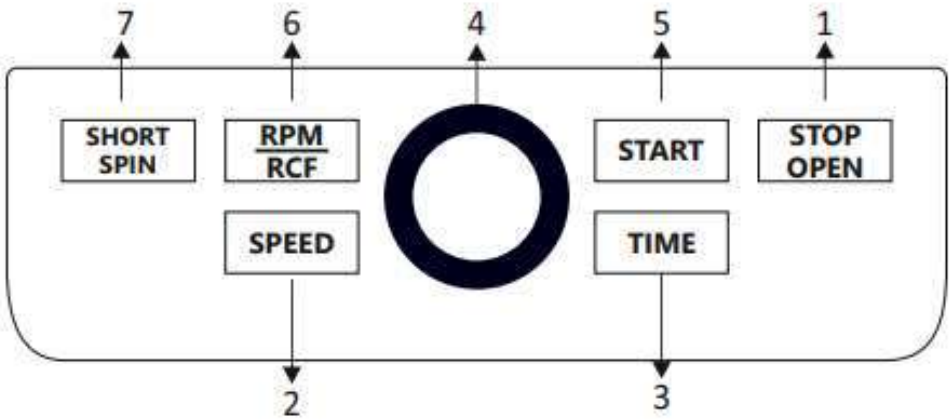 7 6 4 5 1
SHORT
SPIN
RPM
RCF
START
STOP
OPEN
SPEED
TIME
2 3